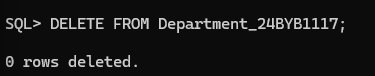 SQL> DELETE FROM Department_24BYB1117;
0 rows deleted.